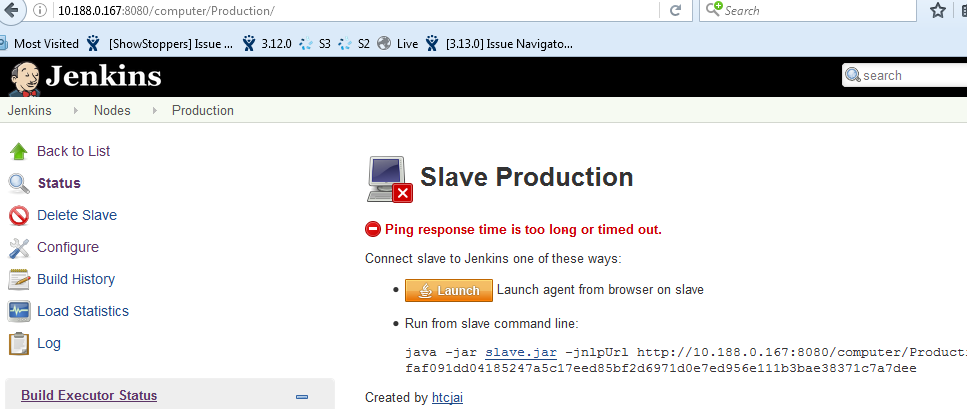 10.188.0.167:8080/computer/Production/
Search
Most Visited [ShowStoppers] Issue ... 3.12.0 S3 S2 Live [3.13.0] Issue Navigato...
Jenkins
search
Jenkins Nodes Production
Back to List
Status
Delete Slave
Configure
Build History
Load Statistics
Log
Build Executor Status
Slave Production
Ping response time is too long or timed out.
Connect slave to Jenkins one of these ways:
Launch Launch agent from browser on slave
Run from slave command line:
java -jar slave.jar -jnlpUrl http://10.188.0.167:8080/computer/Producti
faf091dd04185247a5c17eed85bf2d6971d0e7ed956e111b3bae38371c7a7dee
Created by htcjai